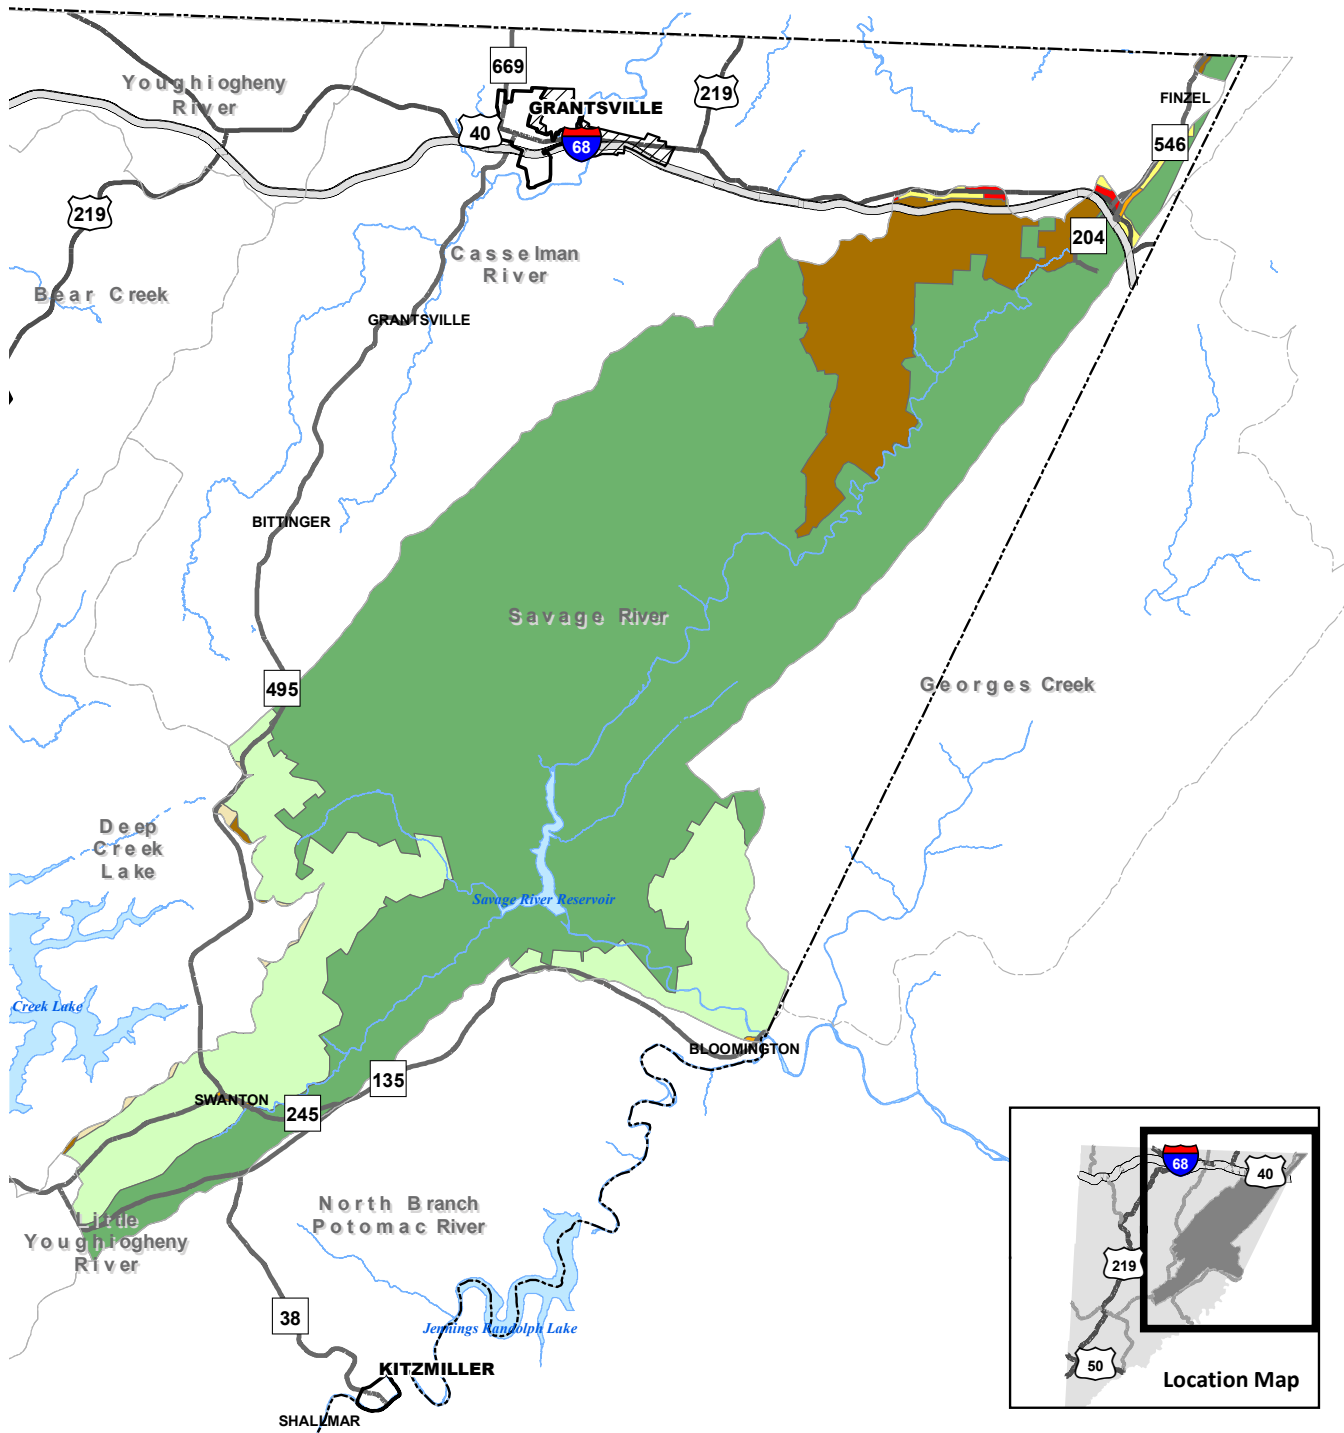 669
Youghiogheny
River
219
FINZEL
GRANTSVILLE
40
68
546
219
204
Casselman
River
Bear Creek
GRANTSVILLE
BITTINGER
Savage River
495
Georges Creek
Deep
Creek
Lake
Savage River Reservoir
Creek Lake
BLOOMINGTON
135
SWANTON
245
North Branch
Potomac River
Little
Youghiogheny
River
38
Jennings Randolph Lake
KITZMILLER
SHALLMAR
68
40
219
50
Location Map